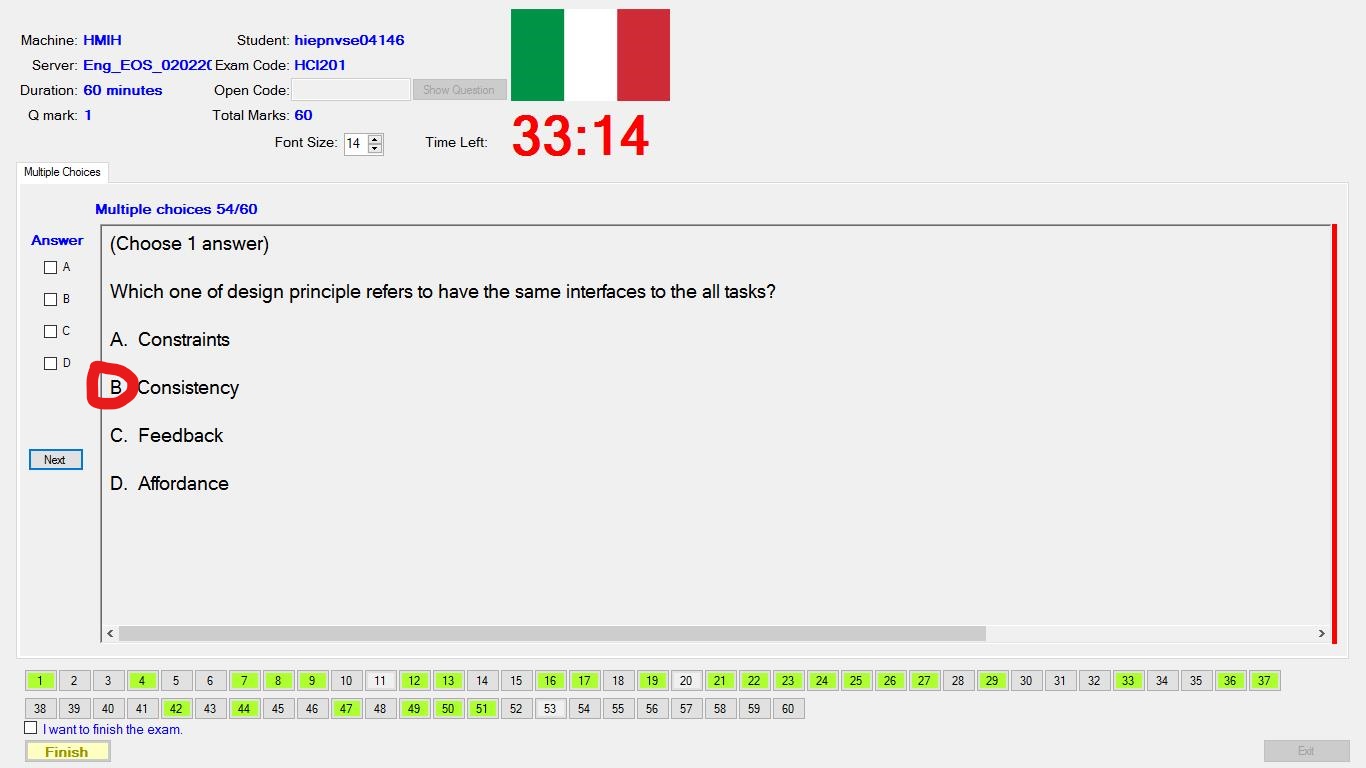 Machine: HMIH Student: hiepnvse04146
Server: Eng_EOS_02022( Exam Code: HCI201
Duration: 60 minutes Open Code: Show Question
Q mark: 1 Total Marks: 60
Font Size: 14 Time Left: 33:14
Multiple Choices
Multiple choices 54/60
Answer
A
B
C
D
Next
(Choose 1 answer)
Which one of design principle refers to have the same interfaces to the all tasks?
A. Constraints
B Consistency
C. Feedback
D. Affordance
1 2 3 4 5 6 7 8 9 10 11 12 13 14 15 16 17 18 19 20 21 22 23 24 25 26 27 28 29 30 31 32 33 34 35 36 37
38 39 40 41 42 43 44 45 46 47 48 49 50 51 52 53 54 55 56 57 58 59 60
I want to finish the exam.
Finish Exit